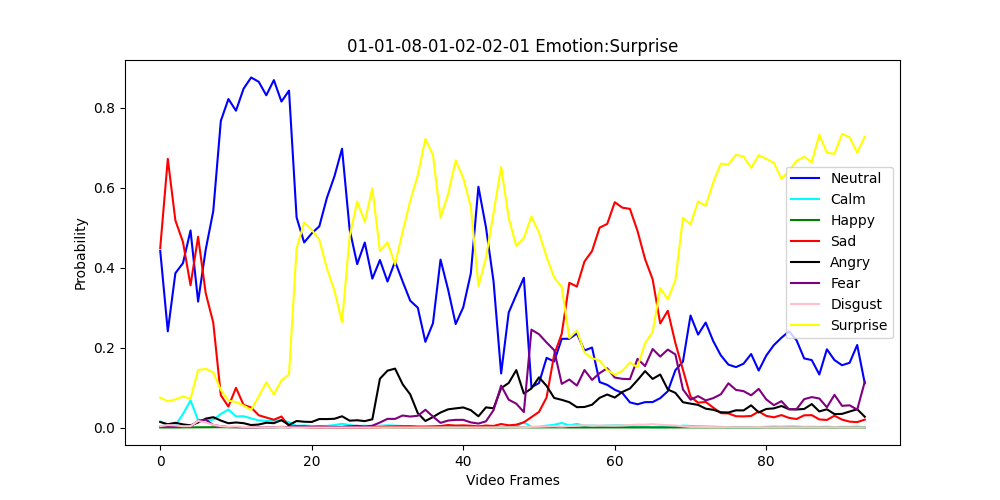 01-01-08-01-02-02-01 Emotion:Surprise
Probability
0.8
0.6
0.4
0.2
0.0
0
20
40
60
80
Video Frames
Neutral
Calm
Happy
Sad
Angry
Fear
Disgust
Surprise